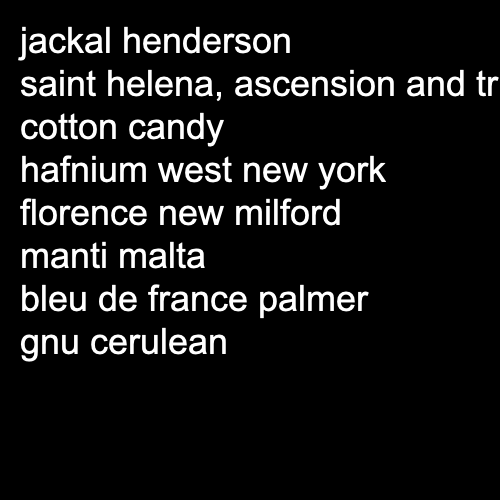 jackal henderson
saint helena, ascension and
cotton candy
hafnium west new york
florence new milford
manti malta
bleu de france palmer
gnu cerulean